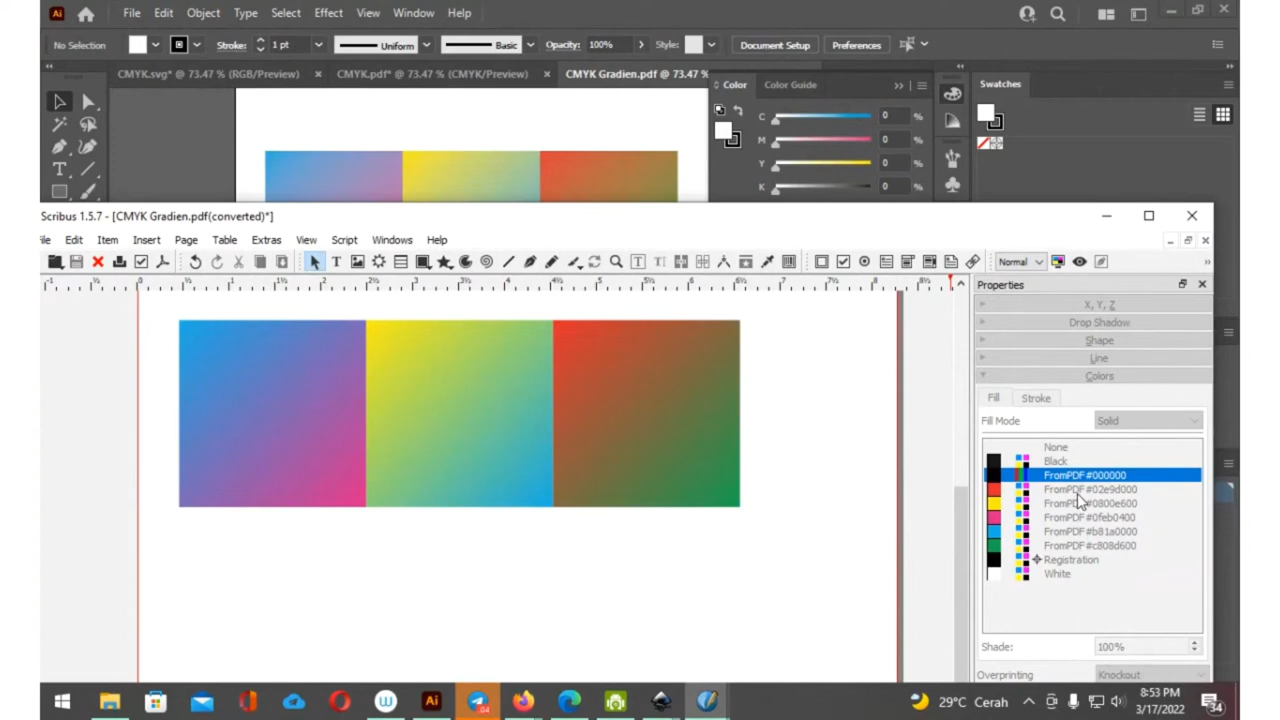 Ai File Edit Object Type Select Effect View Window Help
No Selection Stroke: 1 pt Uniform Basic Opacity: 100% Style: Document Setup Preferences
CMYK.svg* @ 73.47 % (RGB/Preview) × CMYK.pdf* @ 73.47 % (CMYK/Preview) × CMYK Gradien.pdf @ 73.47 %
Color Color Guide
Swatches
C 0 %
M 0 %
Y 0 %
K 0 %
Scribus 1.5.7 - [CMYK Gradien.pdf(converted)*]
ile Edit Item Insert Page Table Extras View Script Windows Help
Normal
Properties
X, Y, Z
Drop Shadow
Shape
Line
Colors
Fill Stroke
Fill Mode Solid
None
Black
FromPDF#000000
FromPDF#02e9d000
FromPDF#0800e600
FromPDF#0feb0400
FromPDF#b81a0000
FromPDF#c808d600
Registration
White
Shade: 100%
Overprinting Knockout
29°C Cerah
8:53 PM
3/17/2022
34